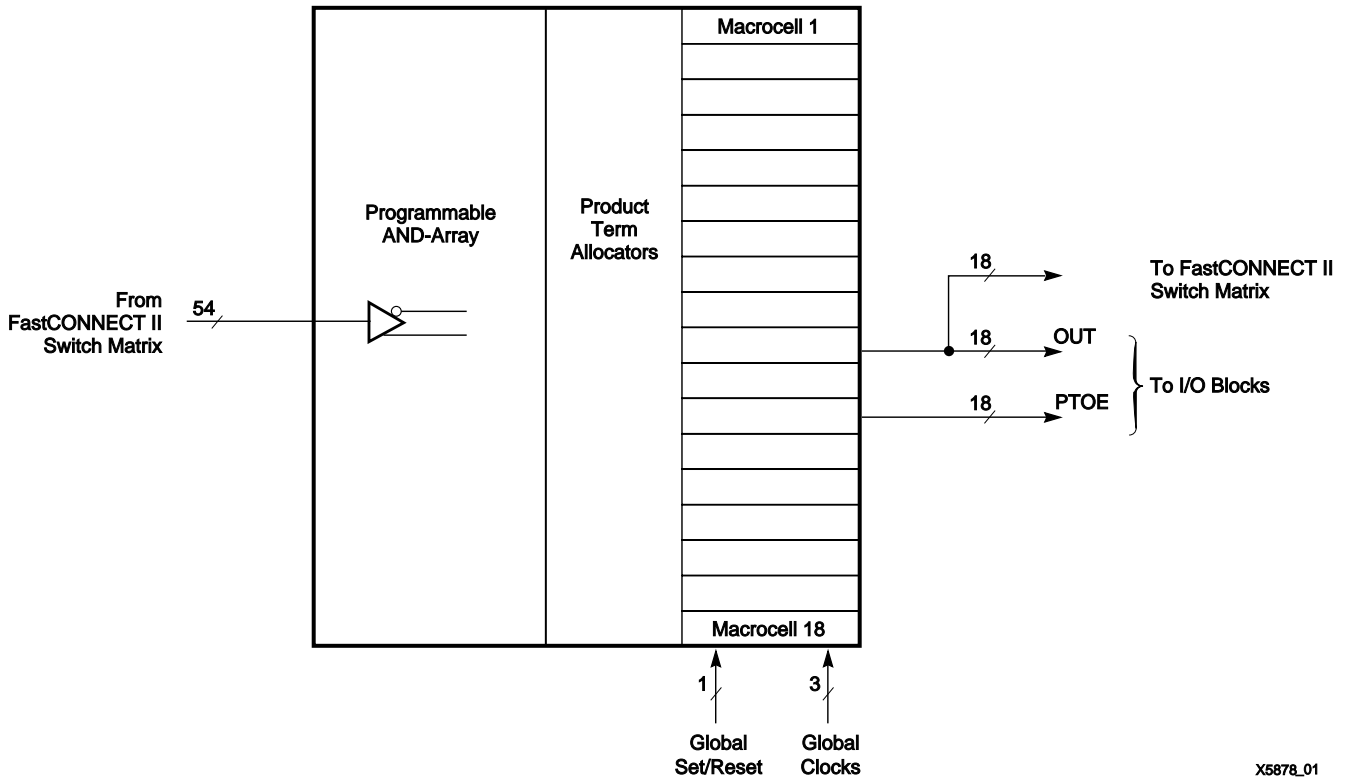 Macrocell 1
Programmable
AND-Array
Product
Term
Allocators
18
To FastCONNECT II
Switch Matrix
From
FastCONNECT II
Switch Matrix
54
18
OUT
To I/O Blocks
18
PTOE
Macrocell 18
1
3
Global
Set/Reset
Global
Clocks
X5878_01